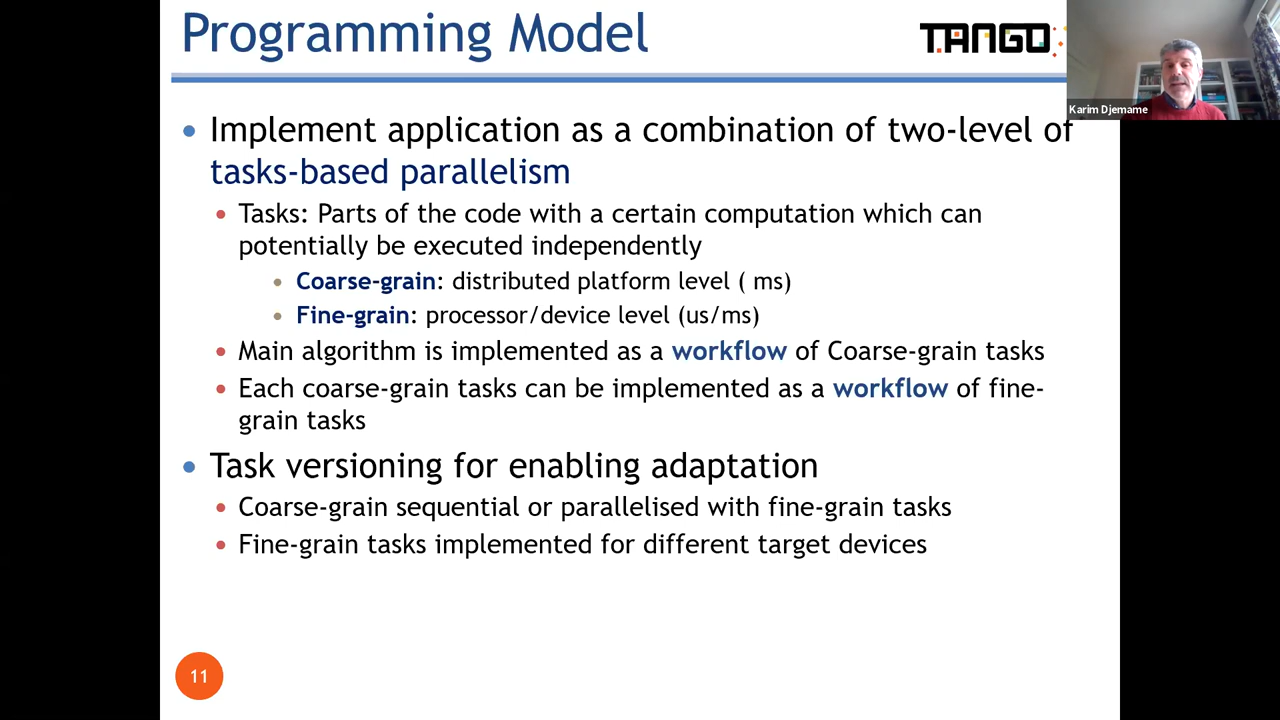 Programming Model
TANGO
Karim Djemame
Implement application as a combination of two-level of
tasks-based parallelism
Tasks: Parts of the code with a certain computation which can
potentially be executed independently
Coarse-grain: distributed platform level ( ms)
Fine-grain: processor/device level (us/ms)
Main algorithm is implemented as a workflow of Coarse-grain tasks
Each coarse-grain tasks can be implemented as a workflow of fine-
grain tasks
Task versioning for enabling adaptation
Coarse-grain sequential or parallelised with fine-grain tasks
Fine-grain tasks implemented for different target devices
11